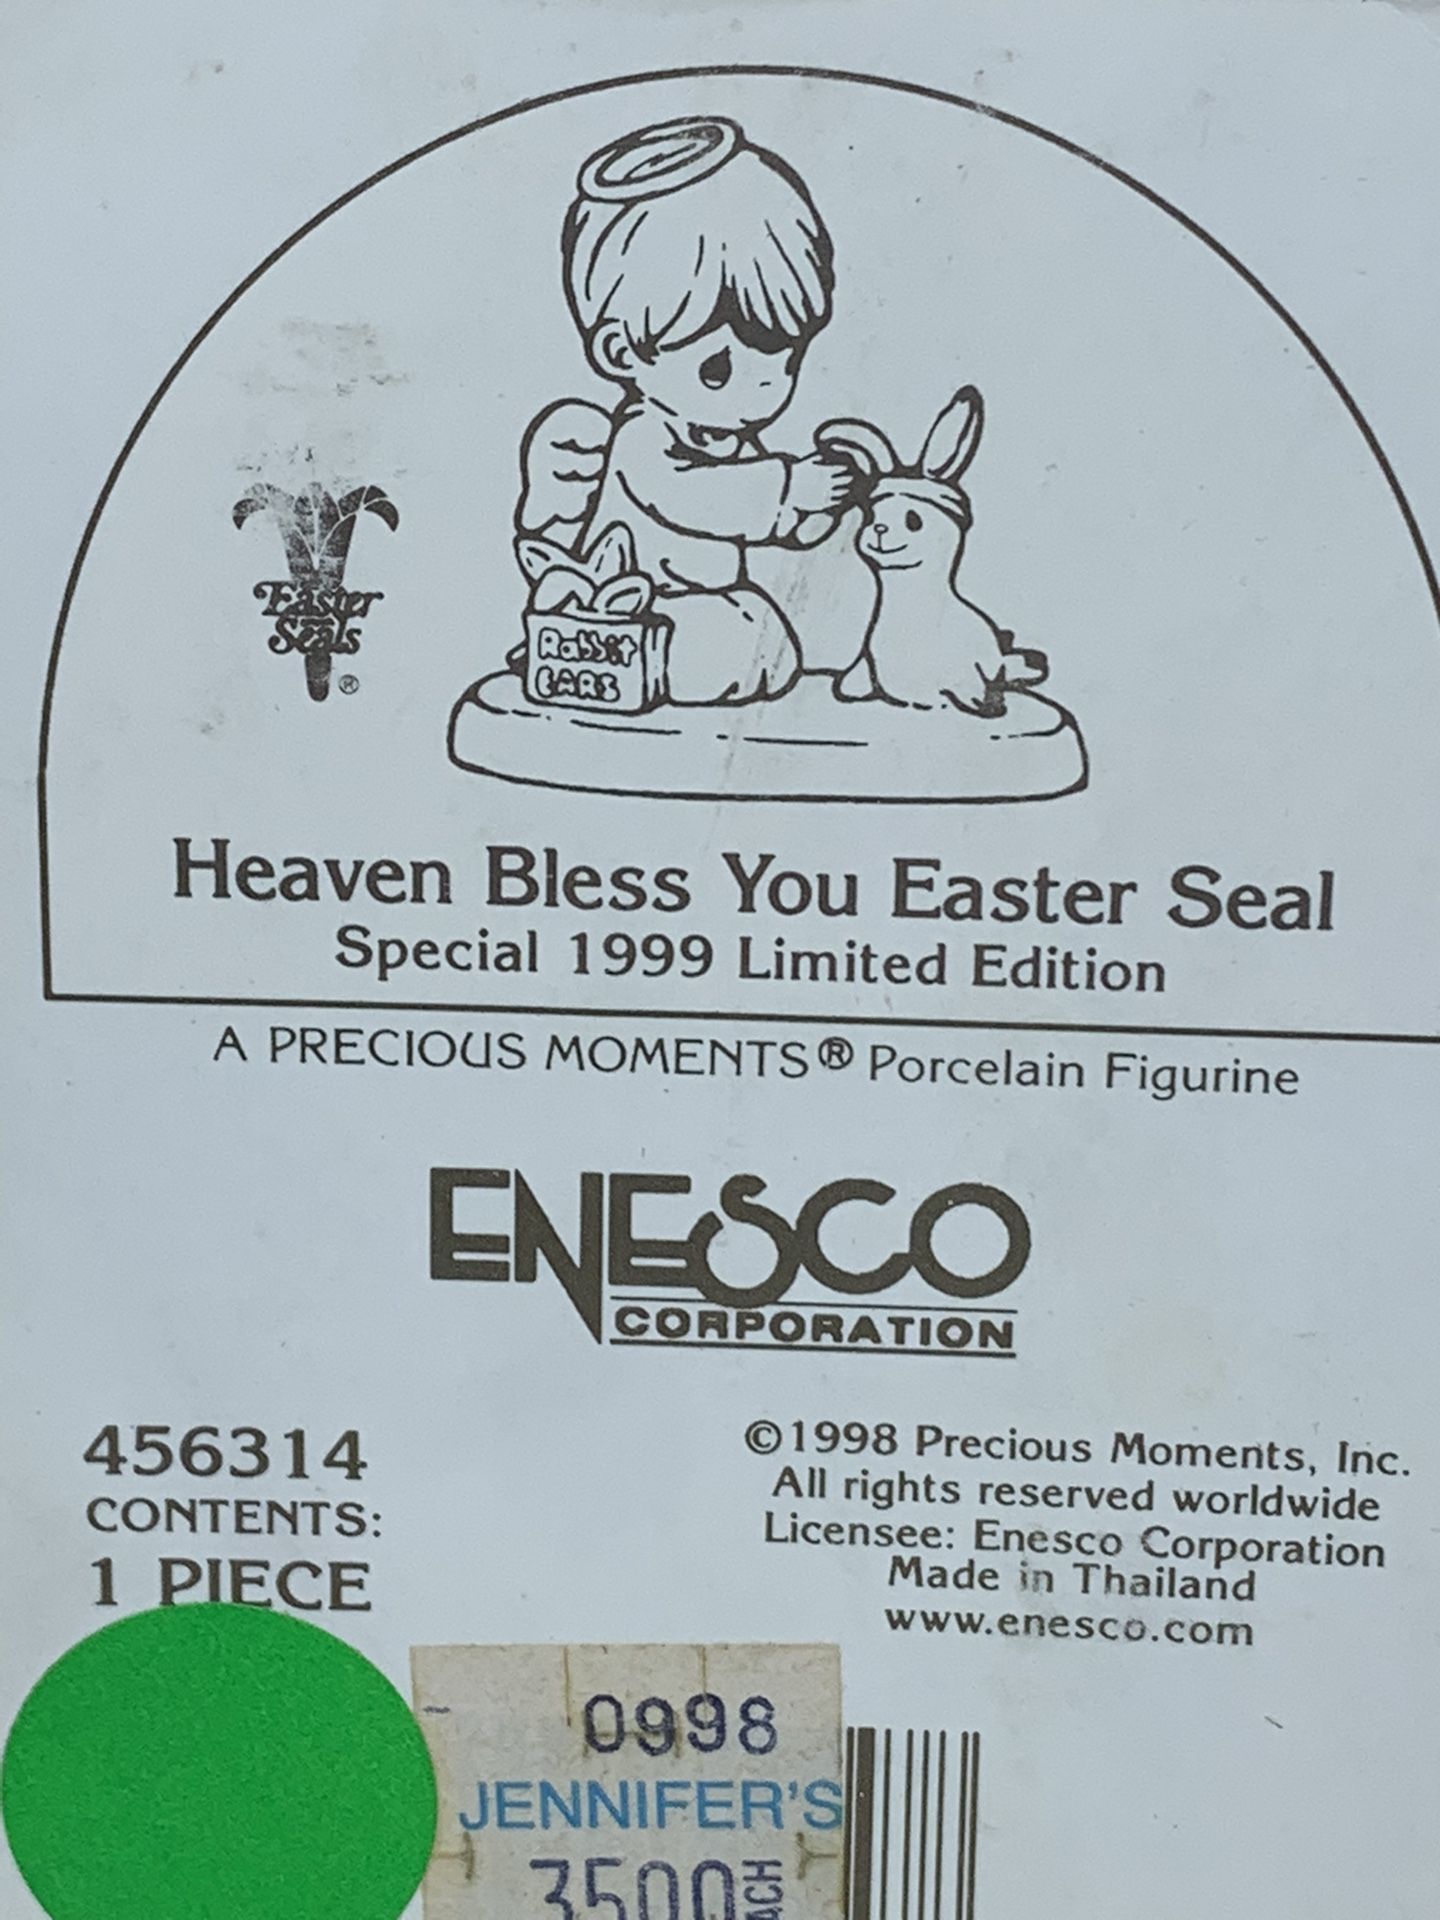 Easter
Seals
®
Rabbit
EARS
Heaven Bless You Easter Seal
Special 1999 Limited Edition
A PRECIOUS MOMENTS® Porcelain Figurine
ENESCO
CORPORATION
456314
CONTENTS:
1 PIECE
©1998 Precious Moments, Inc.
All rights reserved worldwide
Licensee: Enesco Corporation
Made in Thailand
www.enesco.com
0998
JENNIFER'S
3500